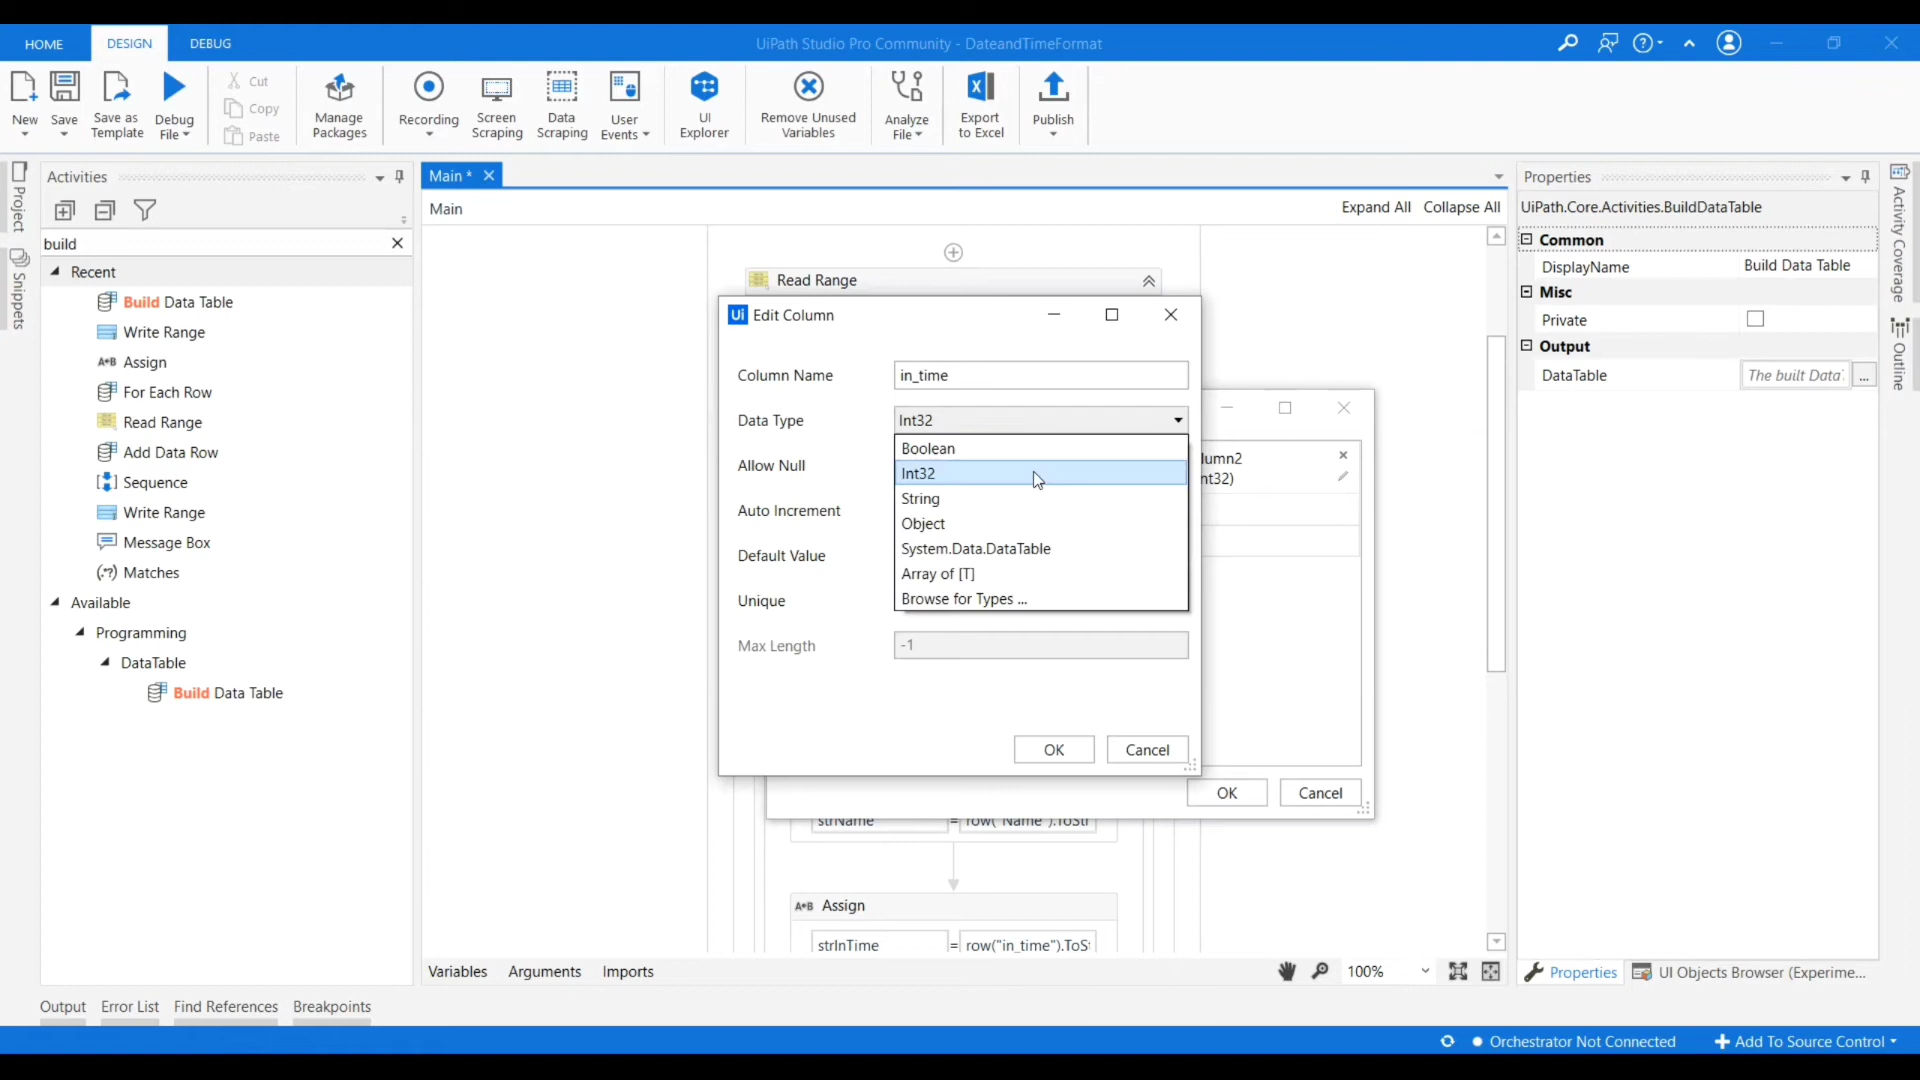 HOME
DESIGN
DEBUG
UiPath Studio Pro Community - DateandTimeFormat
New
Save
Save as Template
Debug File
Cut
Copy
Paste
Manage Packages
Recording
Screen Scraping
Data Scraping
User Events
UI Explorer
Remove Unused Variables
Analyze File
Export to Excel
Publish
Project
Snippets
Activities
build
Recent
Build Data Table
Write Range
Assign
For Each Row
Read Range
Add Data Row
Sequence
Write Range
Message Box
Matches
Available
Programming
DataTable
Build Data Table
Main *
Main
Expand All
Collapse All
Read Range
Ui Edit Column
Column Name
in_time
Data Type
Int32
Boolean
Int32
String
Object
System.Data.DataTable
Array of [T]
Browse for Types ...
Allow Null
Auto Increment
Default Value
Unique
Max Length
-1
OK
Cancel
lumn2
nt32)
OK
Cancel
strName = row("Name").ToStr
A+B Assign
strInTime = row("in_time").ToSt
Variables
Arguments
Imports
100%
Properties
UiPath.Core.Activities.BuildDataTable
Common
DisplayName
Build Data Table
Misc
Private
Output
DataTable
The built Data
...
Activity Coverage
Outline
Properties
UI Objects Browser (Experime...
Output
Error List
Find References
Breakpoints
Orchestrator Not Connected
Add To Source Control